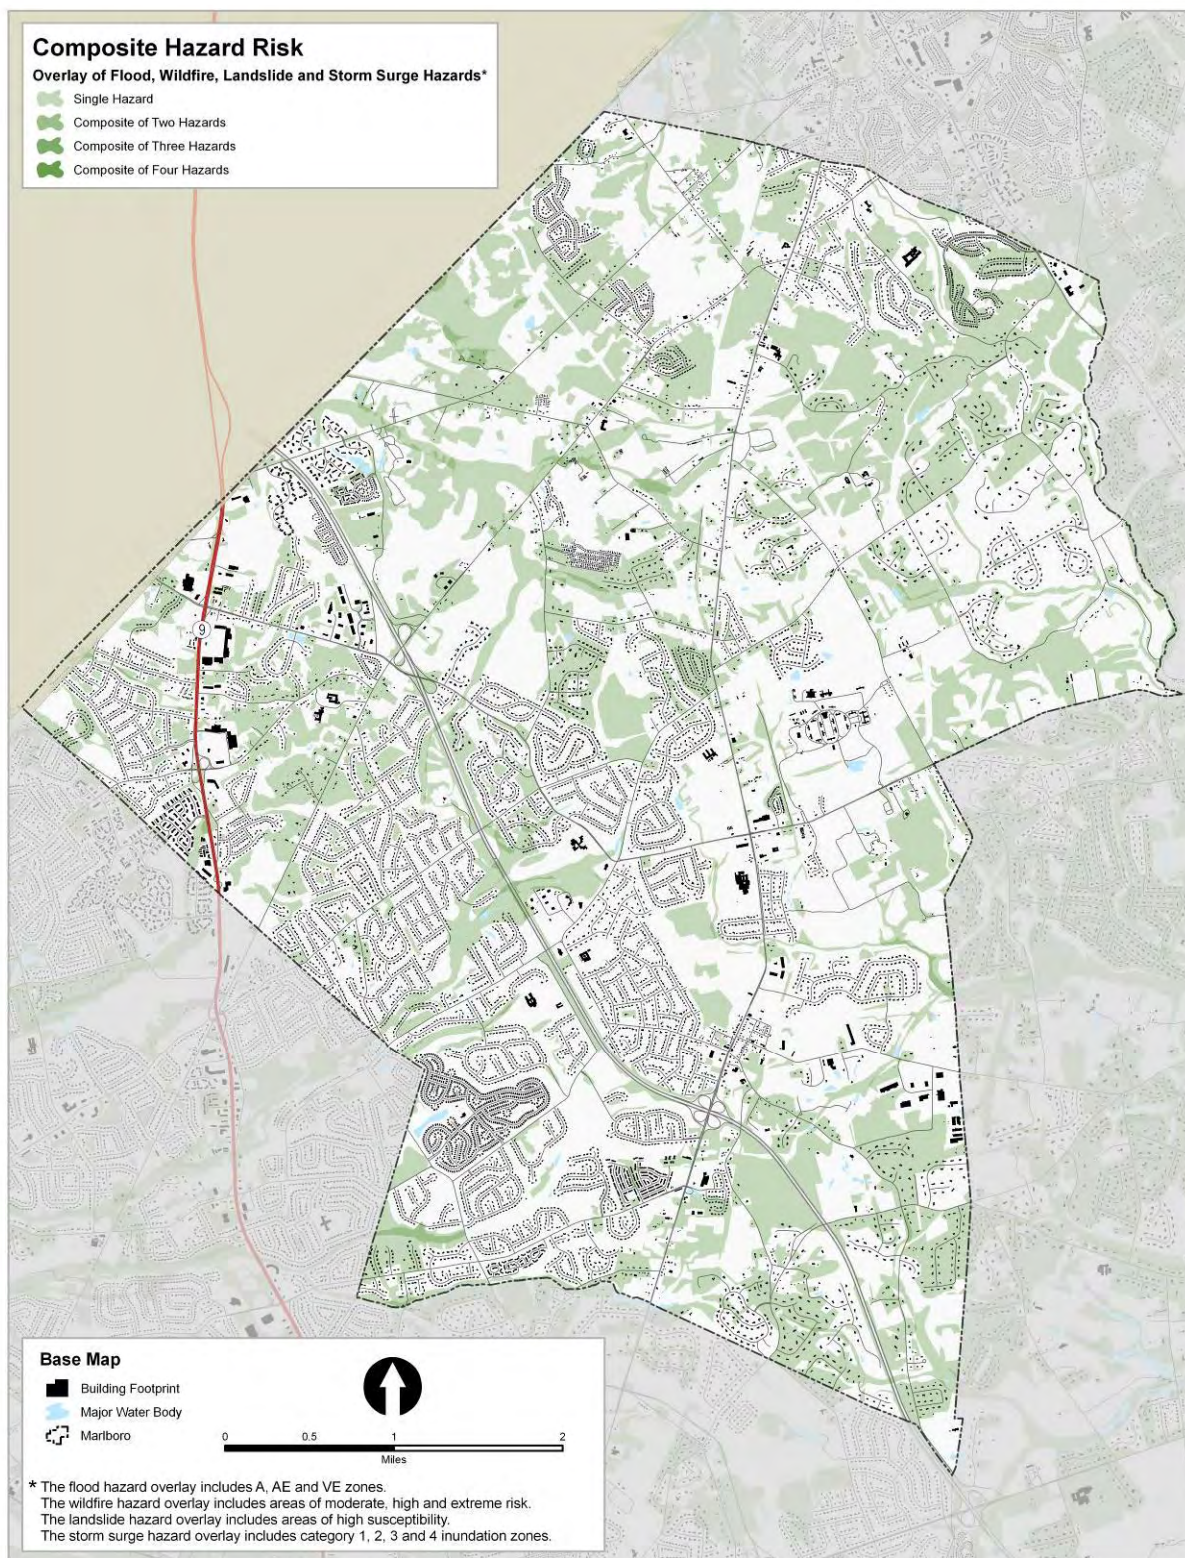 Composite Hazard Risk
Overlay of Flood, Wildfire, Landslide and Storm Surge Hazards*
Single Hazard
Composite of Two Hazards
Composite of Three Hazards
Composite of Four Hazards
9
Base Map
Building Footprint
Major Water Body
Marlboro
0 0.5 1 2
Miles
* The flood hazard overlay includes A, AE and VE zones.
The wildfire hazard overlay includes areas of moderate, high and extreme risk.
The landslide hazard overlay includes areas of high susceptibility.
The storm surge hazard overlay includes category 1, 2, 3 and 4 inundation zones.